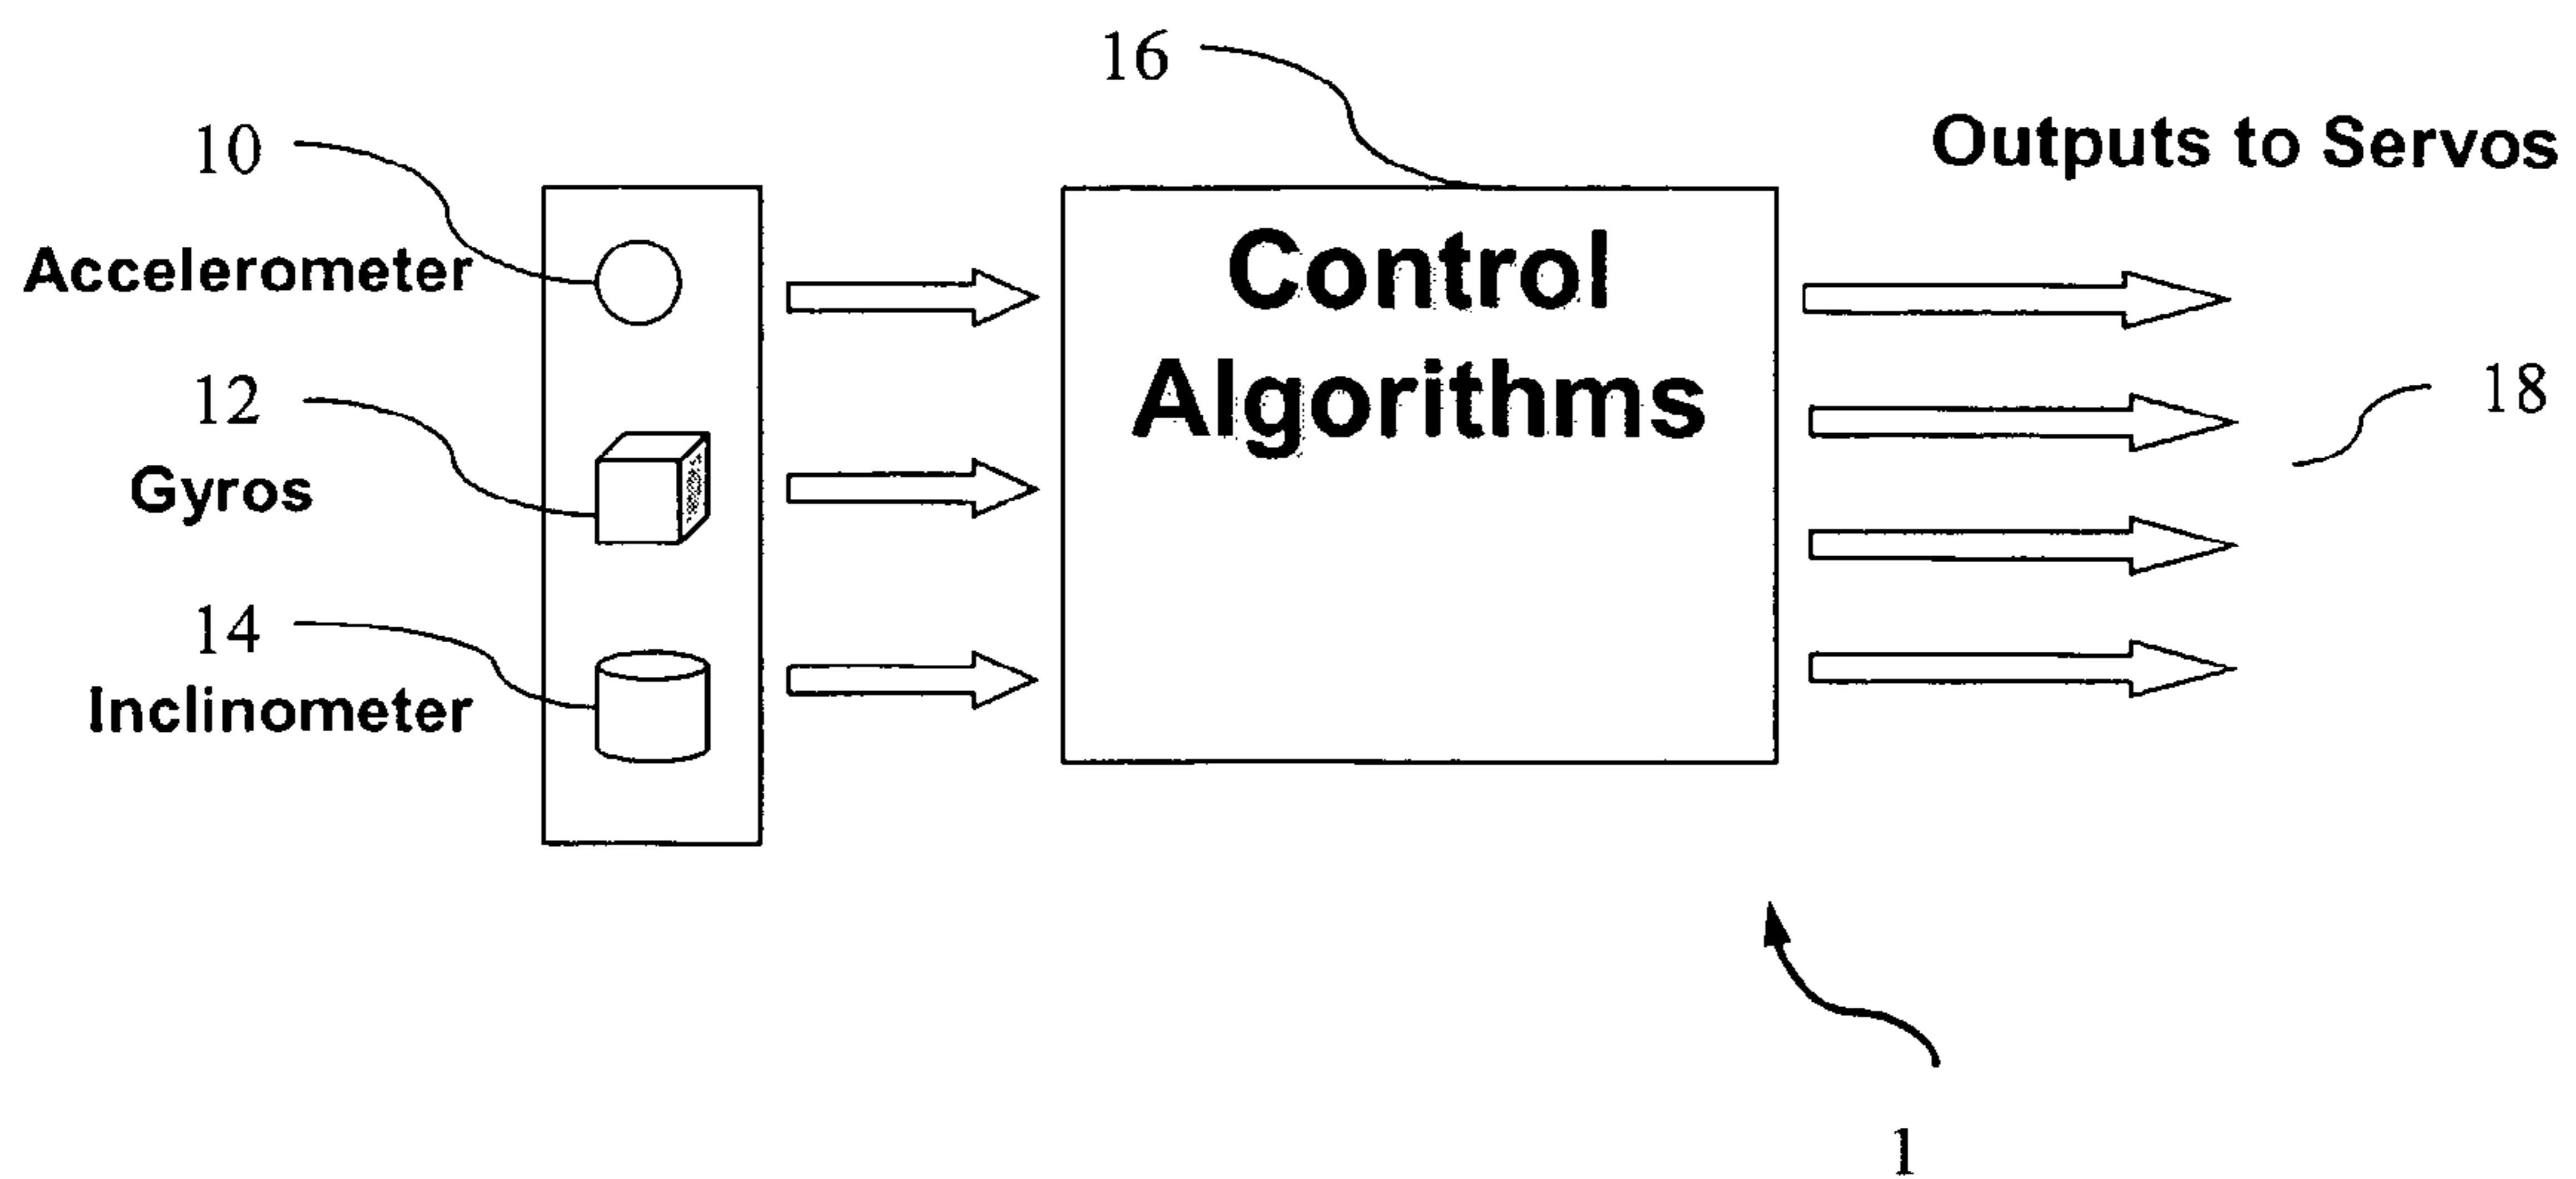 16
Outputs to Servos
10
Accelerometer
Control
Algorithms
12
18
Gyros
14
Inclinometer
1